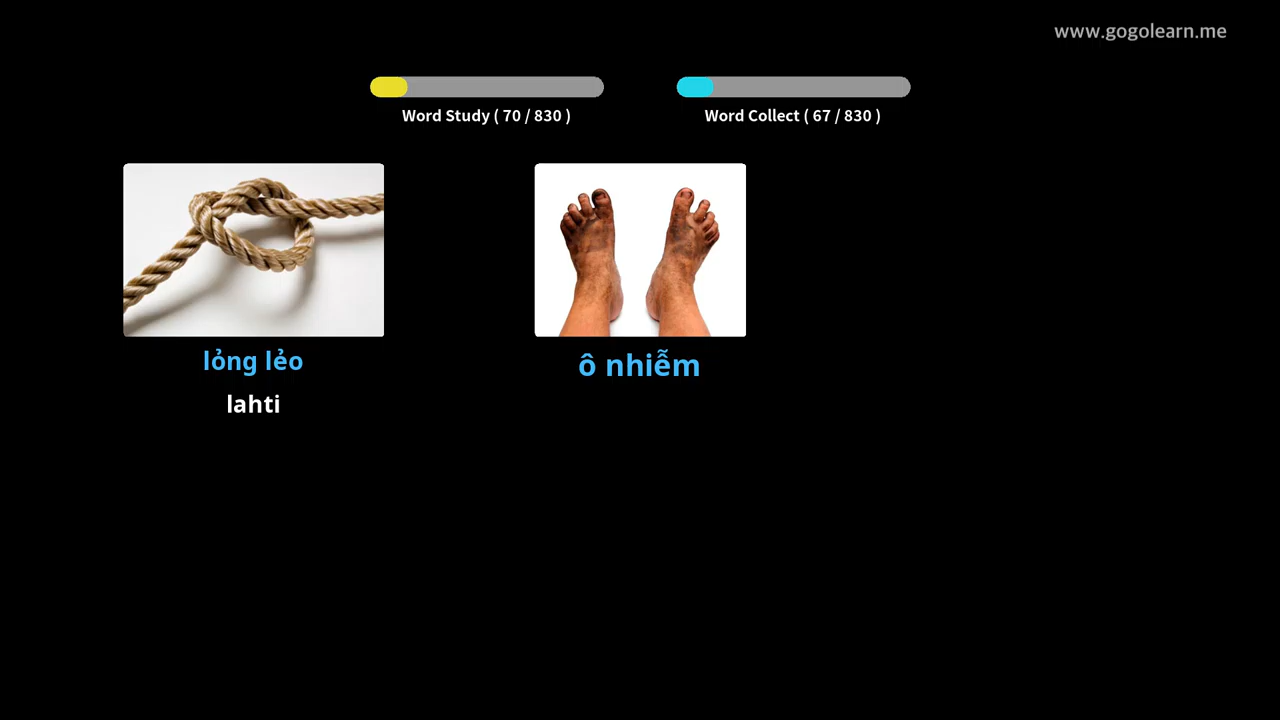 www.gogolearn.me
Word Study ( 70 / 830 )
Word Collect ( 67 / 830 )
lỏng lẻo
lahti
ô nhiễm